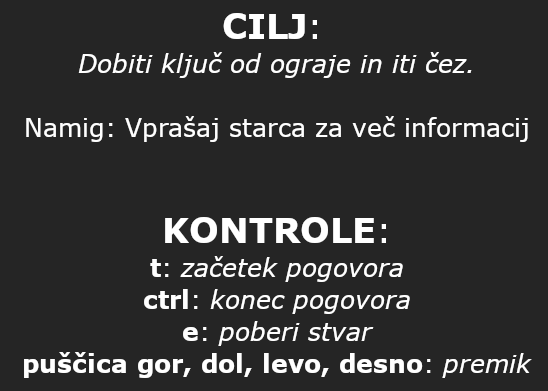 CILJ:
Dobiti ključ od ograje in iti čez.
Namig: Vprašaj starca za več informacij
KONTROLE:
t: začetek pogovora
ctrl: konec pogovora
e: poberi stvar
puščica gor, dol, levo, desno: premik